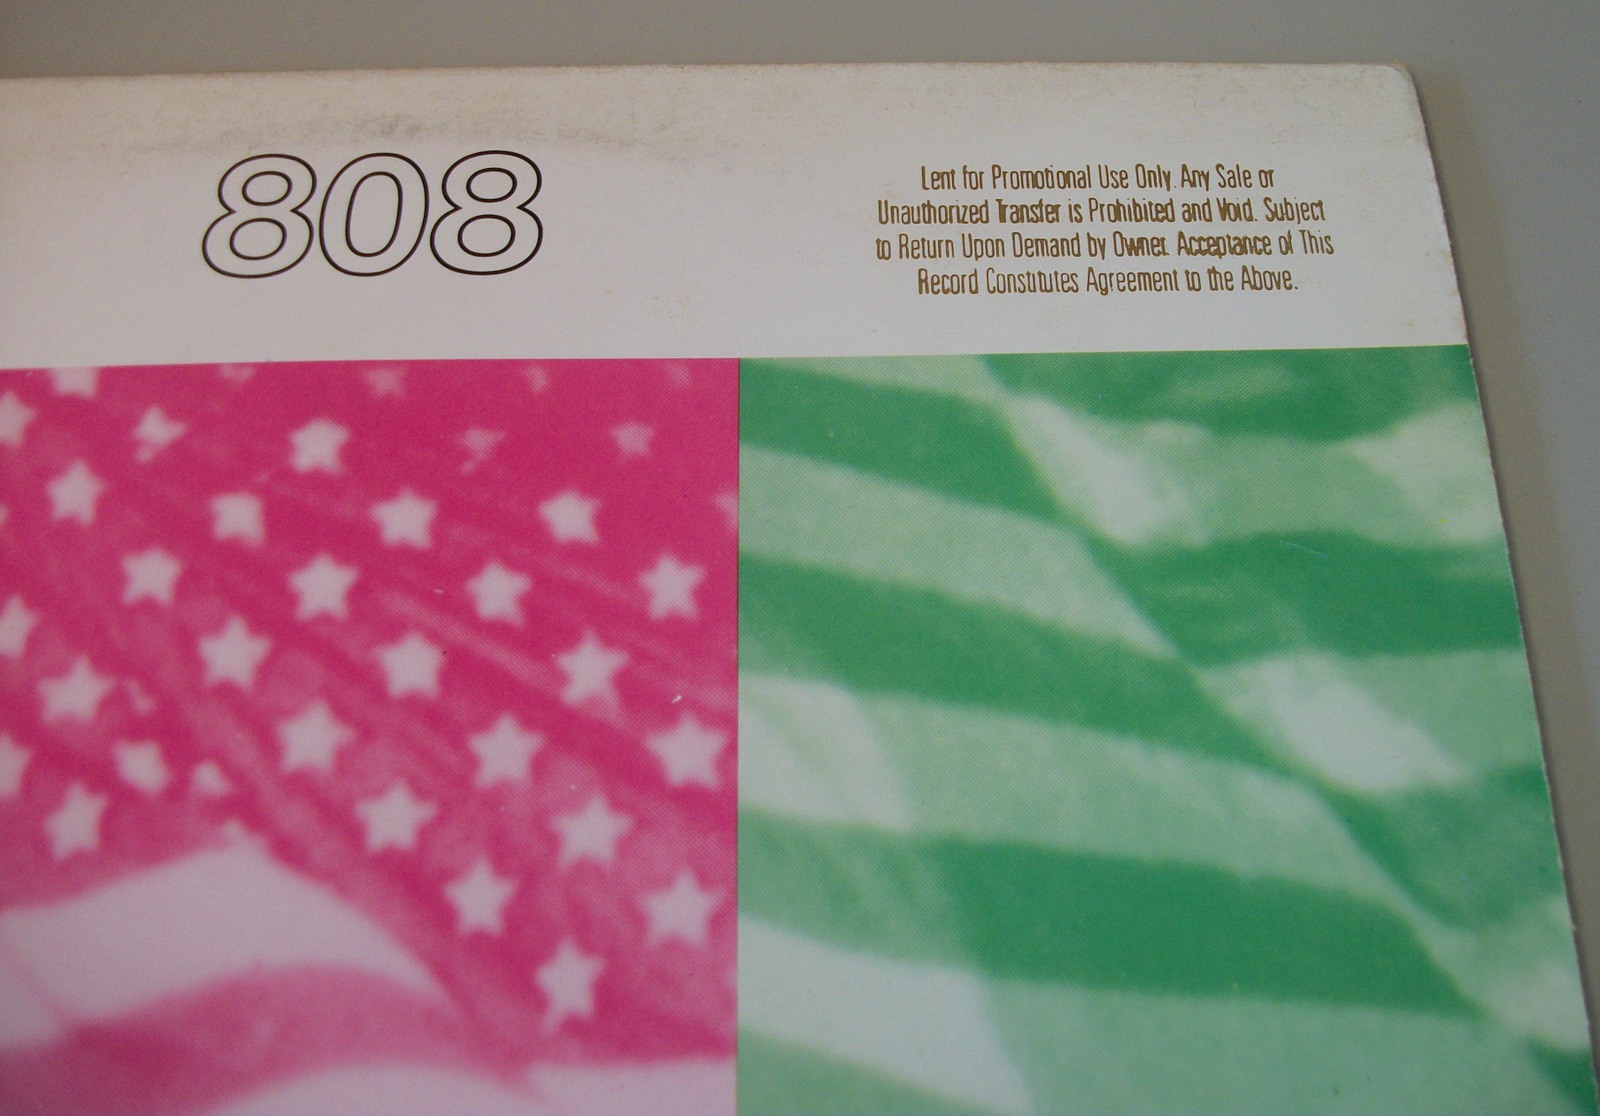 808
Lent for Promotional Use Only. Any Sale or
Unauthorized Transfer is Prohibited and Void. Subject
to Return Upon Demand by Owner. Acceptance of This
Record Constitutes Agreement to the Above.